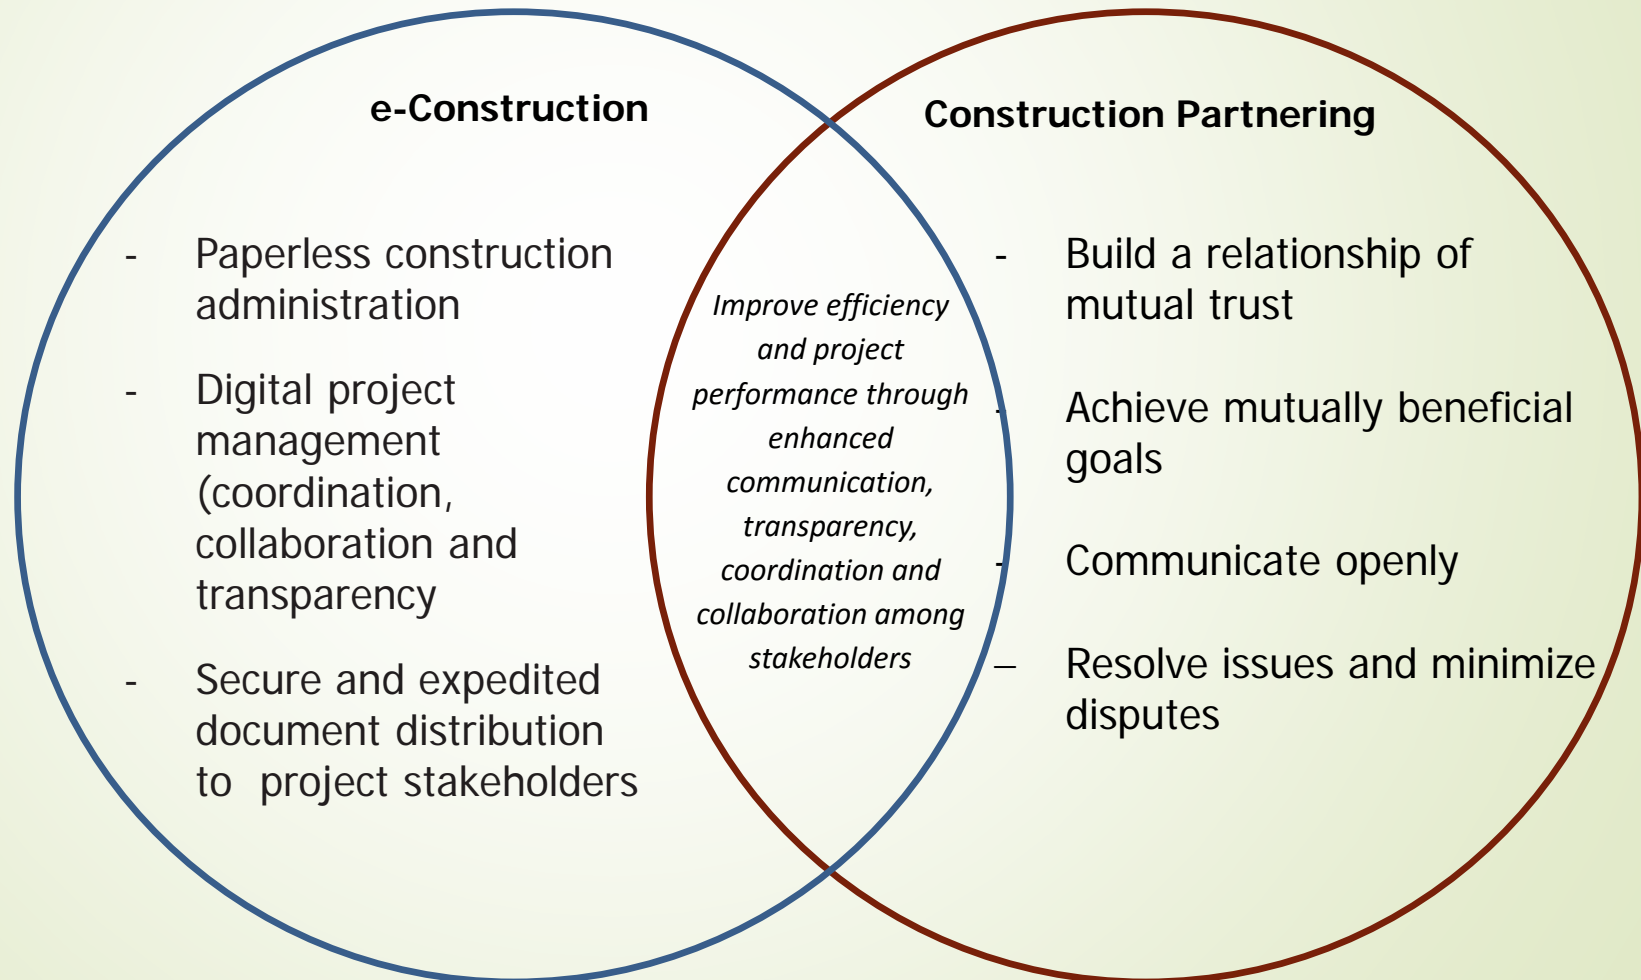 e-Construction
- Paperless construction
administration
- Digital project
management
(coordination,
collaboration and
transparency
- Secure and expedited
document distribution
to  project stakeholders
Improve efficiency
and project
performance through
enhanced
communication,
transparency,
coordination and
collaboration among
stakeholders
Construction Partnering
- Build a relationship of
mutual trust
- Achieve mutually beneficial
goals
- Communicate openly
– Resolve issues and minimize
disputes